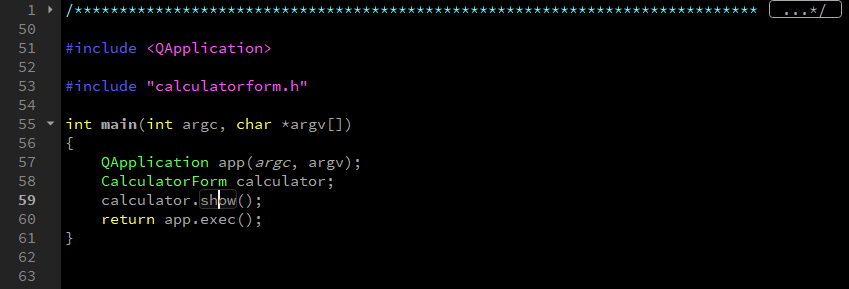 1 /**************************************************************************** ...*/
50
51 #include <QApplication>
52
53 #include "calculatorform.h"
54
55 int main(int argc, char *argv[])
56 {
57     QApplication app(argc, argv);
58     CalculatorForm calculator;
59     calculator.show();
60     return app.exec();
61 }
62
63